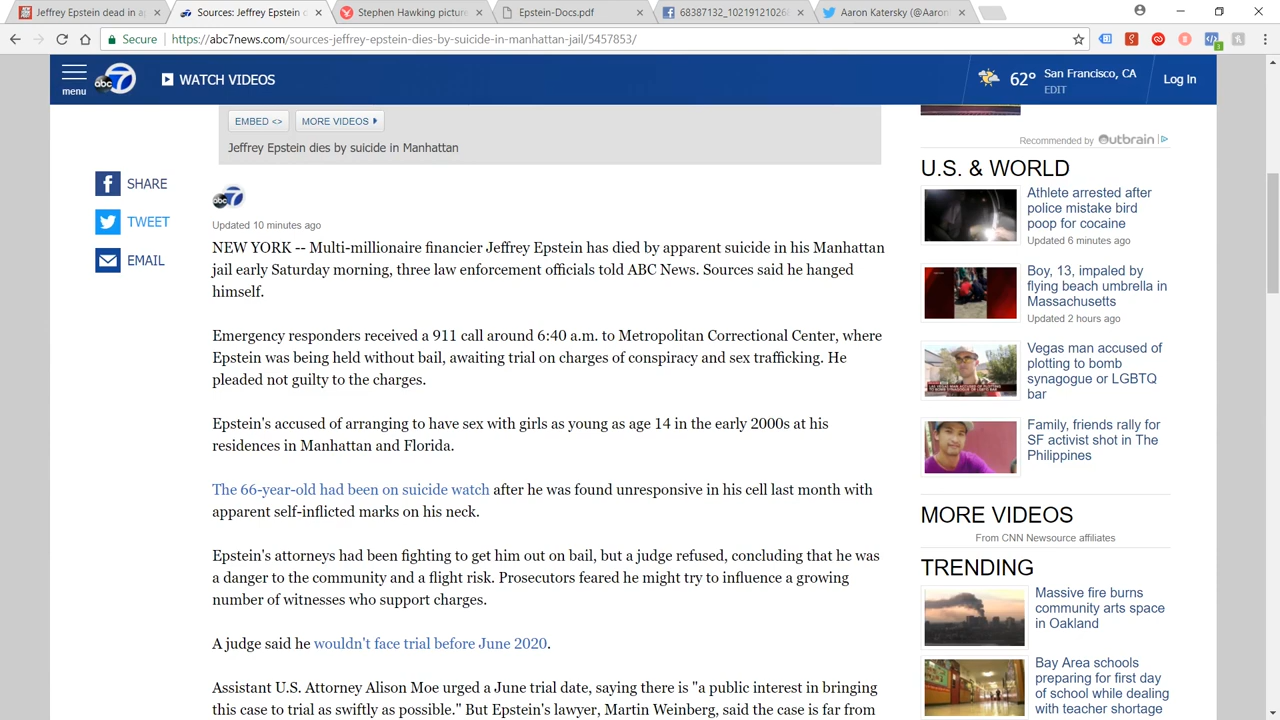 Jeffrey Epstein dead in a
Sources: Jeffrey Epstein d
Stephen Hawking picture
Epstein-Docs.pdf
68387132_1021912102
Aaron Katersky (@Aaron
Secure
https://abc7news.com/sources-jeffrey-epstein-dies-by-suicide-in-manhattan-jail/5457853/
3
menu
abc 7
WATCH VIDEOS
62°
San Francisco, CA
EDIT
Log In
EMBED <>
MORE VIDEOS
Jeffrey Epstein dies by suicide in Manhattan
SHARE
TWEET
EMAIL
abc 7
Updated 10 minutes ago
NEW YORK -- Multi-millionaire financier Jeffrey Epstein has died by apparent suicide in his Manhattan
jail early Saturday morning, three law enforcement officials told ABC News. Sources said he hanged
himself.
Emergency responders received a 911 call around 6:40 a.m. to Metropolitan Correctional Center, where
Epstein was being held without bail, awaiting trial on charges of conspiracy and sex trafficking. He
pleaded not guilty to the charges.
Epstein's accused of arranging to have sex with girls as young as age 14 in the early 2000s at his
residences in Manhattan and Florida.
The 66-year-old had been on suicide watch after he was found unresponsive in his cell last month with
apparent self-inflicted marks on his neck.
Epstein's attorneys had been fighting to get him out on bail, but a judge refused, concluding that he was
a danger to the community and a flight risk. Prosecutors feared he might try to influence a growing
number of witnesses who support charges.
A judge said he wouldn't face trial before June 2020.
Assistant U.S. Attorney Alison Moe urged a June trial date, saying there is "a public interest in bringing
this case to trial as swiftly as possible." But Epstein's lawyer, Martin Weinberg, said the case is far from
Recommended by Outbrain
U.S. & WORLD
Athlete arrested after
police mistake bird
poop for cocaine
Updated 6 minutes ago
Boy, 13, impaled by
flying beach umbrella in
Massachusetts
Updated 2 hours ago
Vegas man accused of
plotting to bomb
synagogue or LGBTQ
bar
Family, friends rally for
SF activist shot in The
Philippines
MORE VIDEOS
From CNN Newsource affiliates
TRENDING
Massive fire burns
community arts space
in Oakland
Bay Area schools
preparing for first day
of school while dealing
with teacher shortage